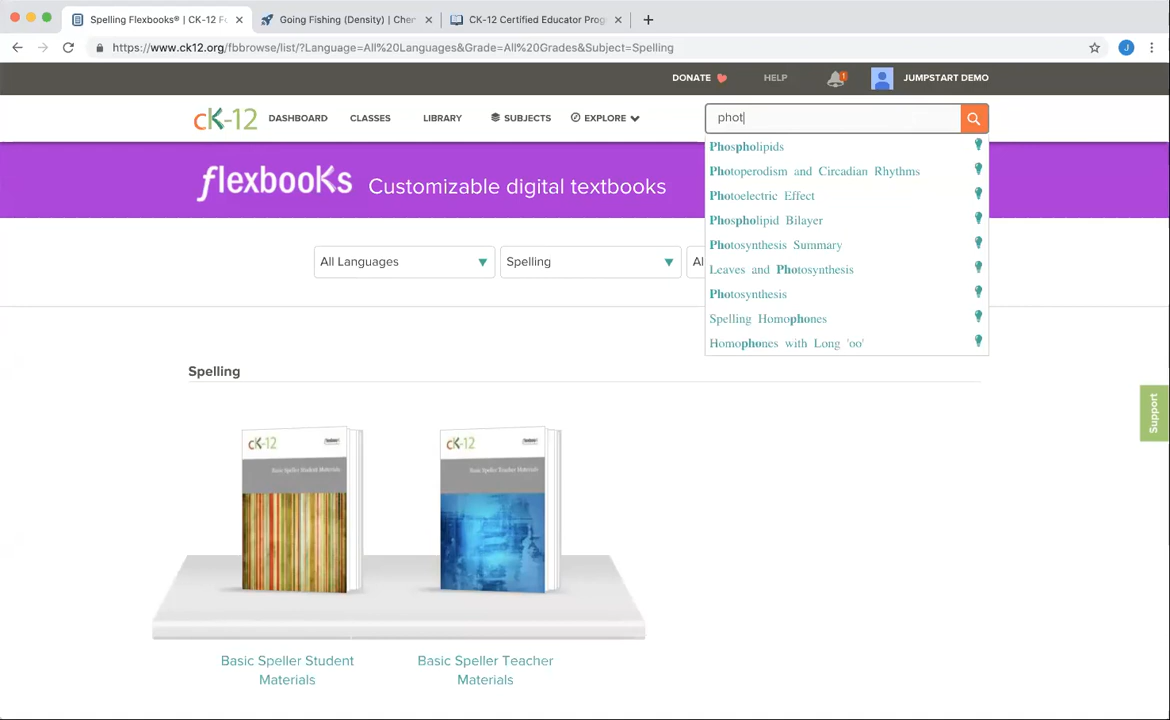 Spelling Flexbooks® | CK-12 Fo
Going Fishing (Density) | Chem
CK-12 Certified Educator Prog
https://www.ck12.org/fbbrowse/list/?Language=All%20Languages&Grade=All%20Grades&Subject=Spelling
J
DONATE
HELP
1
JUMPSTART DEMO
cK-12
DASHBOARD
CLASSES
LIBRARY
SUBJECTS
EXPLORE
phot
Phospholipids
Photoperodism and Circadian Rhythms
Photoelectric Effect
Phospholipid Bilayer
Photosynthesis Summary
Leaves and Photosynthesis
Photosynthesis
Spelling Homophones
Homophones with Long 'oo'
flexbooks Customizable digital textbooks
All Languages
Spelling
Al
Support
Spelling
cK-12
Basic Speller Student Materials
cK-12
Basic Speller Teacher Materials
Basic Speller Student
Materials
Basic Speller Teacher
Materials